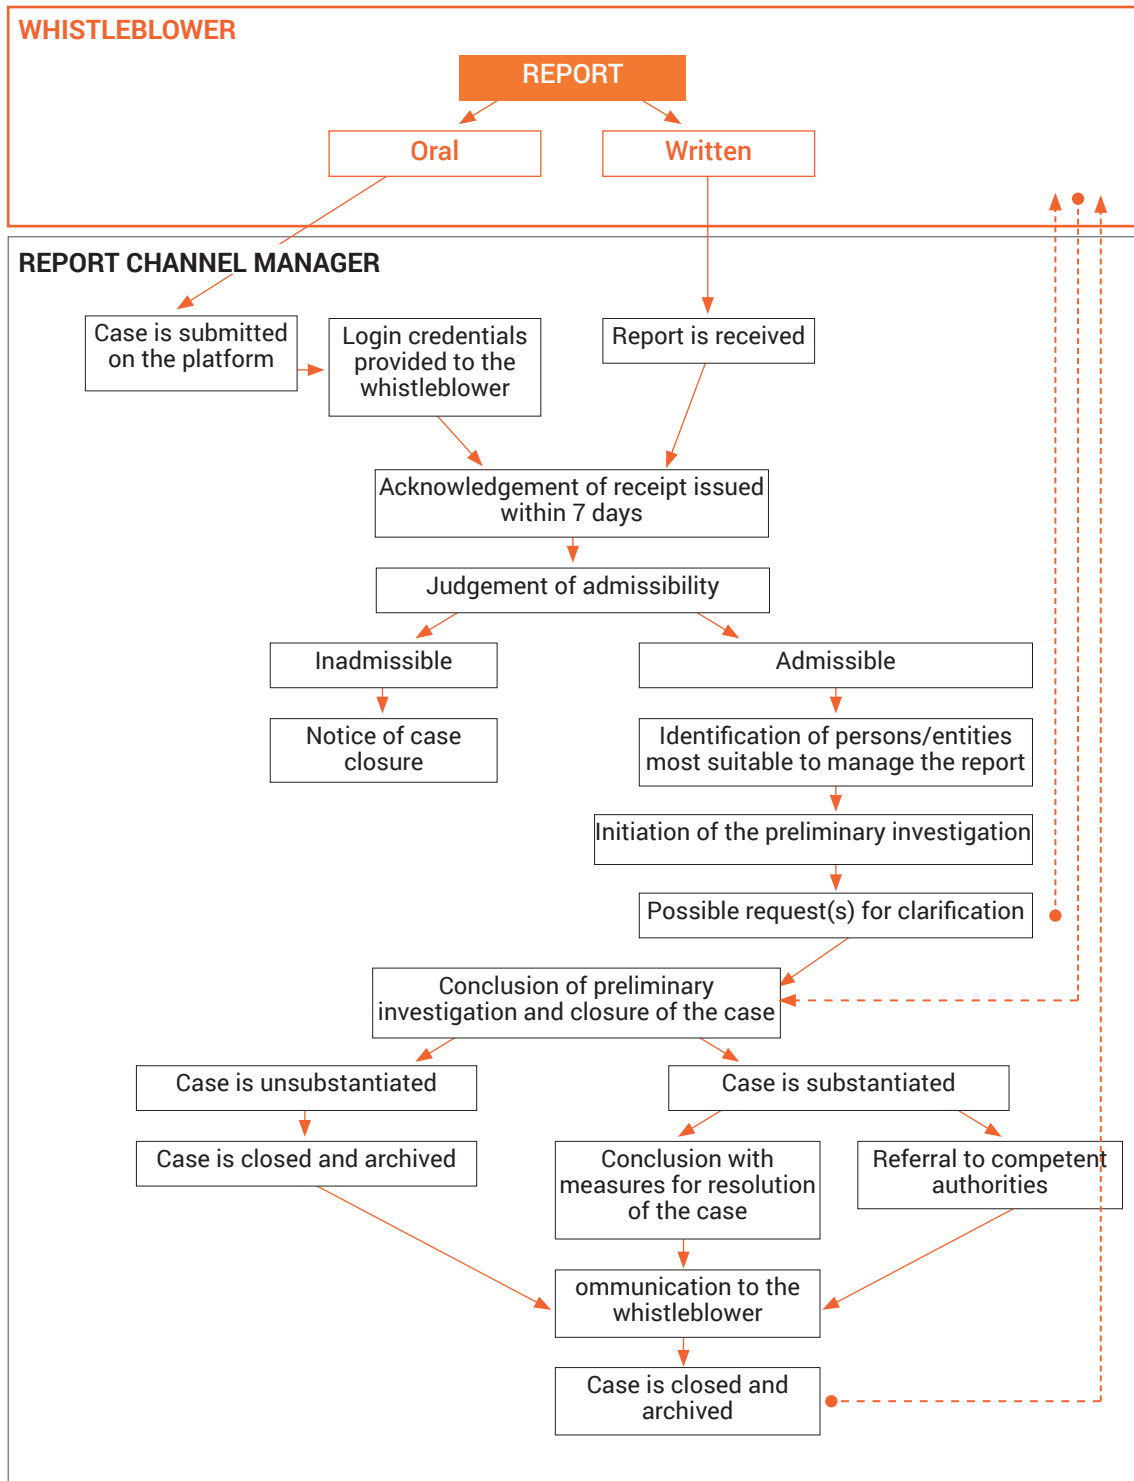 WHISTLEBLOWER
REPORT
Oral
Written
REPORT CHANNEL MANAGER
Case is submitted
on the platform
Login credentials
provided to the
whistleblower
Report is received
Acknowledgement of receipt issued
within 7 days
Judgement of admissibility
Inadmissible
Admissible
Notice of case
closure
Identification of persons/entities
most suitable to manage the report
Initiation of the preliminary investigation
Possible request(s) for clarification
Conclusion of preliminary
investigation and closure of the case
Case is unsubstantiated
Case is substantiated
Case is closed and archived
Conclusion with
measures for resolution
of the case
Referral to competent
authorities
ommunication to the
whistleblower
Case is closed and
archived